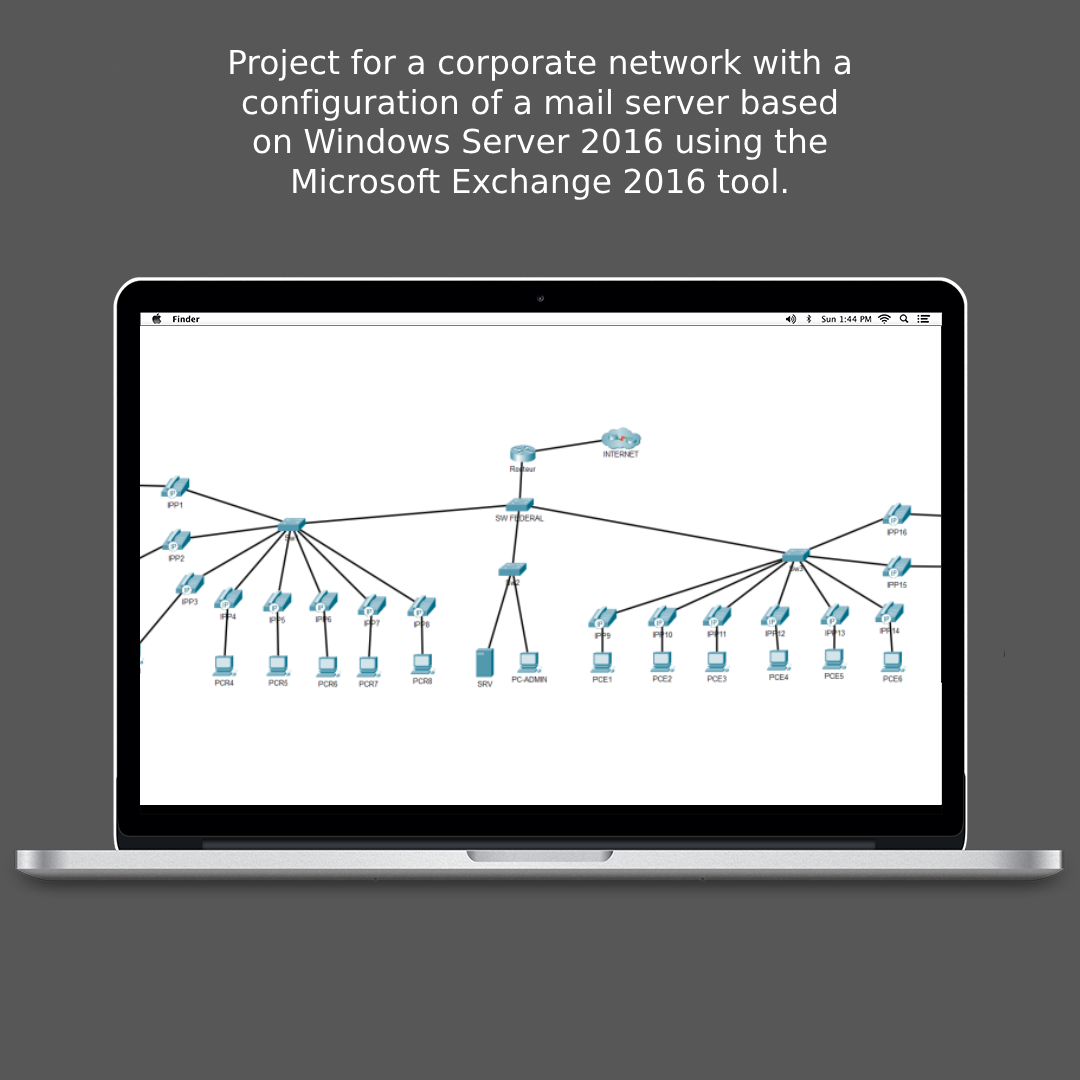 Project for a corporate network with a
configuration of a mail server based
on Windows Server 2016 using the
Microsoft Exchange 2016 tool.
Finder
Sun 1:44 PM
INTERNET
Routeur
SW FEDERAL
IPP1
IPP16
IPP2
IPP15
Sw2
Sw3
IPP3
IPP4
IPP5
IPP6
IPP7
IPP8
IPP9
IPP10
IPP11
IPP12
IPP13
IPP14
PCR4
PCR5
PCR6
PCR7
PCR8
SRV
PC-ADMIN
PCE1
PCE2
PCE3
PCE4
PCE5
PCE6